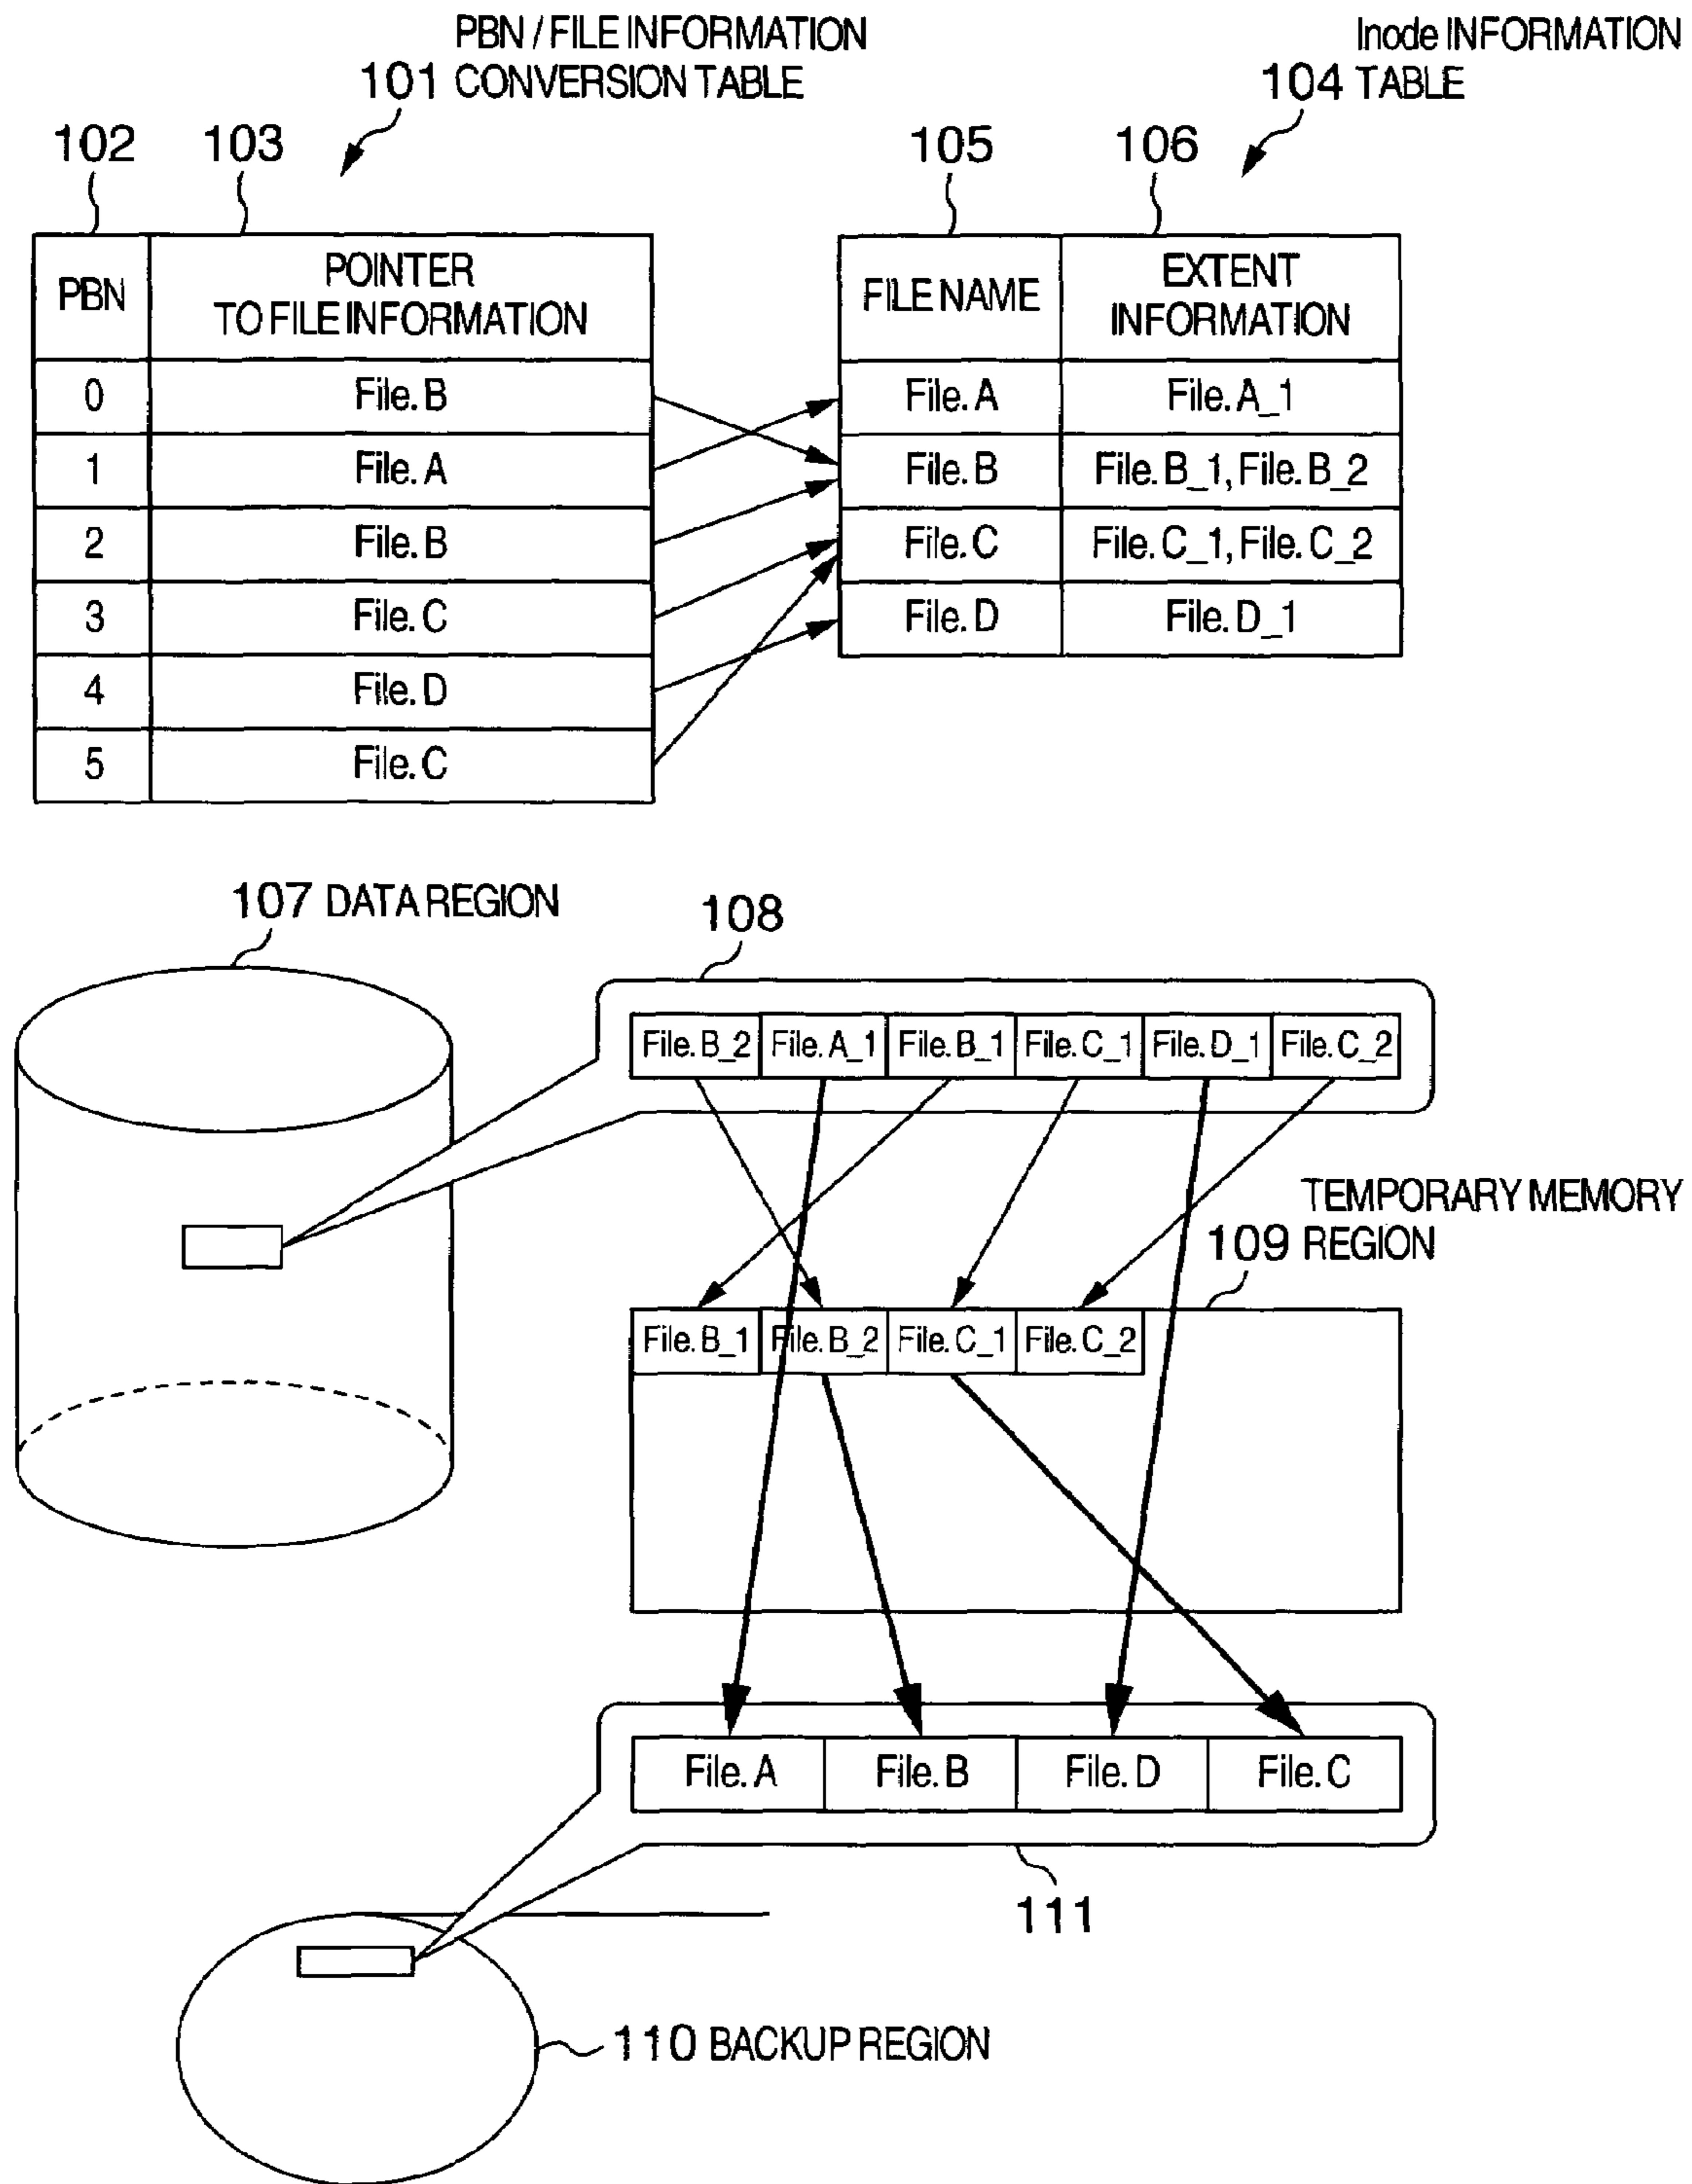 PBN / FILE INFORMATION
101 CONVERSION TABLE
Inode INFORMATION
104 TABLE
102 103
105 106
PBN POINTER TO FILE INFORMATION
0 File.B
1 File.A
2 File.B
3 File.C
4 File.D
5 File.C
FILE NAME EXTENT INFORMATION
File.A File.A_1
File.B File.B_1, File.B_2
File.C File.C_1, File.C_2
File.D File.D_1
107 DATA REGION
108
File.B_2 File.A_1 File.B_1 File.C_1 File.D_1 File.C_2
TEMPORARY MEMORY
109 REGION
File.B_1 File.B_2 File.C_1 File.C_2
File.A File.B File.D File.C
111
110 BACKUP REGION